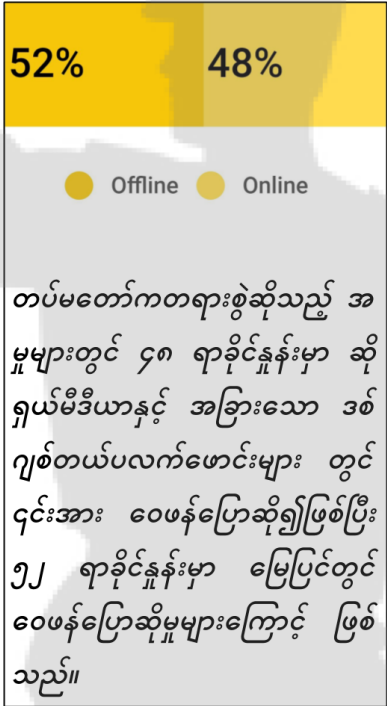 52% 48%
Offline Online
တပ်မတော်ကတရားစွဲဆိုသည့် အ
မှုများတွင် ၄၈ ရာခိုင်နှုန်းမှာ ဆို
ရှယ်မီဒီယာနှင့် အခြားသော ဒစ်
ဂျစ်တယ်ပလက်ဖောင်းများ တွင်
၎င်းအား ဝေဖန်ပြောဆို၍ဖြစ်ပြီး
၅၂ ရာခိုင်နှုန်းမှာ မြေပြင်တွင်
ဝေဖန်ပြောဆိုမှုများကြောင့် ဖြစ်
သည်။